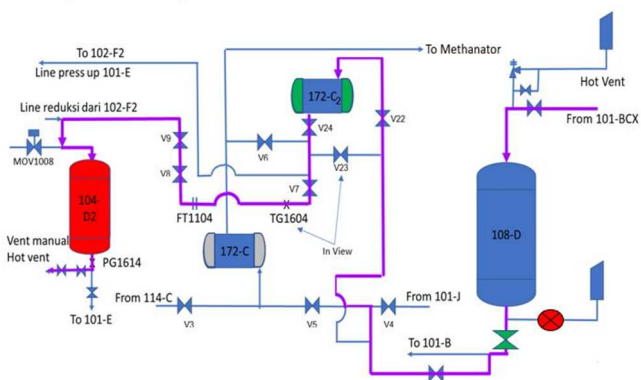 To 102-F2
Line press up 101-E
To Methanator
Hot Vent
172-C2
Line reduksi dari 102-F2
V24
V22
From 101-BCX
V9
V6
V23
MOV1008
V8
V7
104-
D2
FT1104
TG1604
108-D
172-C
In View
Vent manual
Hot vent
PG1614
From 114-C
From 101-J
To 101-E
V3
V5
V4
To 101-B